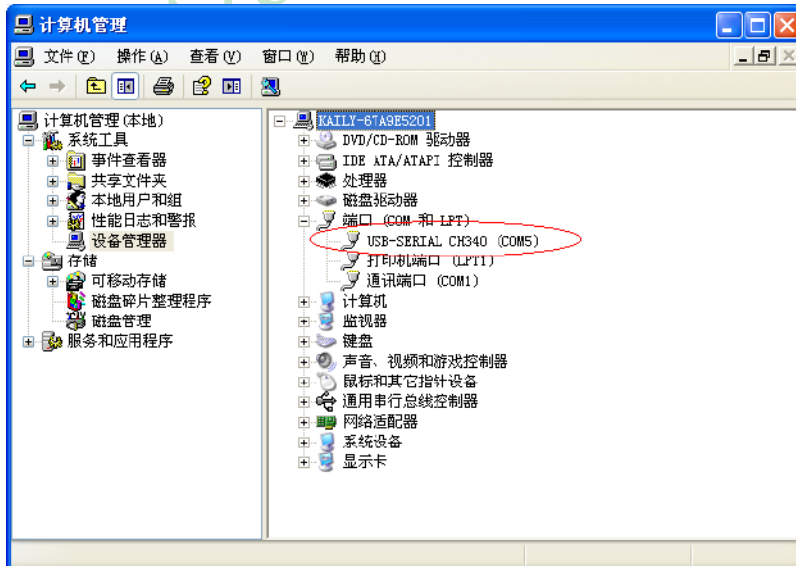 计算机管理
文件(F) 操作(A) 查看(V) 窗口(W) 帮助(H)
计算机管理(本地)
系统工具
事件查看器
共享文件夹
本地用户和组
性能日志和警报
设备管理器
存储
可移动存储
磁盘碎片整理程序
磁盘管理
服务和应用程序
KAILY-67A9E5201
DVD/CD-ROM 驱动器
IDE ATA/ATAPI 控制器
处理器
磁盘驱动器
端口 (COM 和 LPT)
USB-SERIAL CH340 (COM5)
打印机端口 (LPT1)
通讯端口 (COM1)
计算机
监视器
键盘
声音、视频和游戏控制器
鼠标和其它指针设备
通用串行总线控制器
网络适配器
系统设备
显示卡